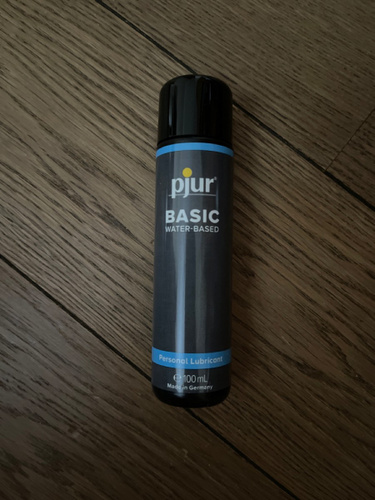 pjur
BASIC
WATER-BASED
Personal Lubricant
℮ 100 mL
Made in Germany